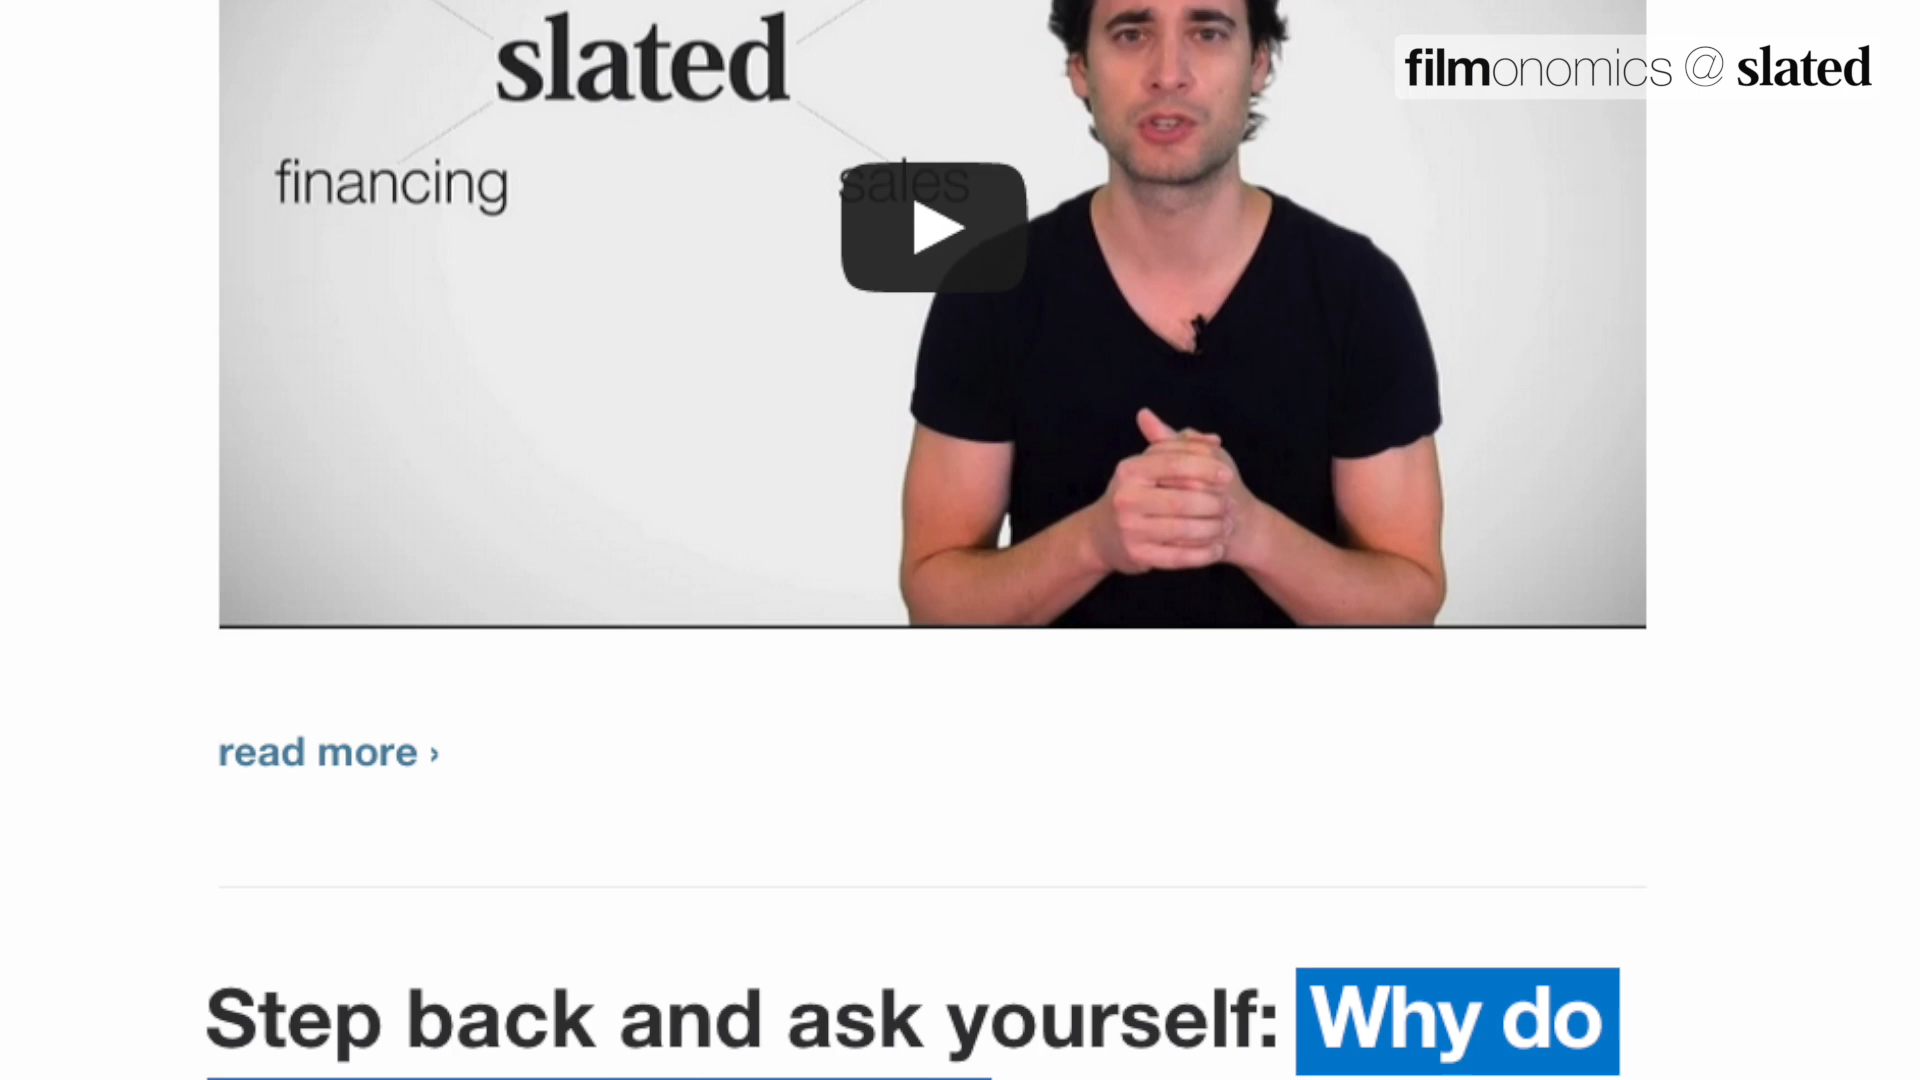 slated
filmonomics @ slated
financing
sales
read more ›
Step back and ask yourself: Why do